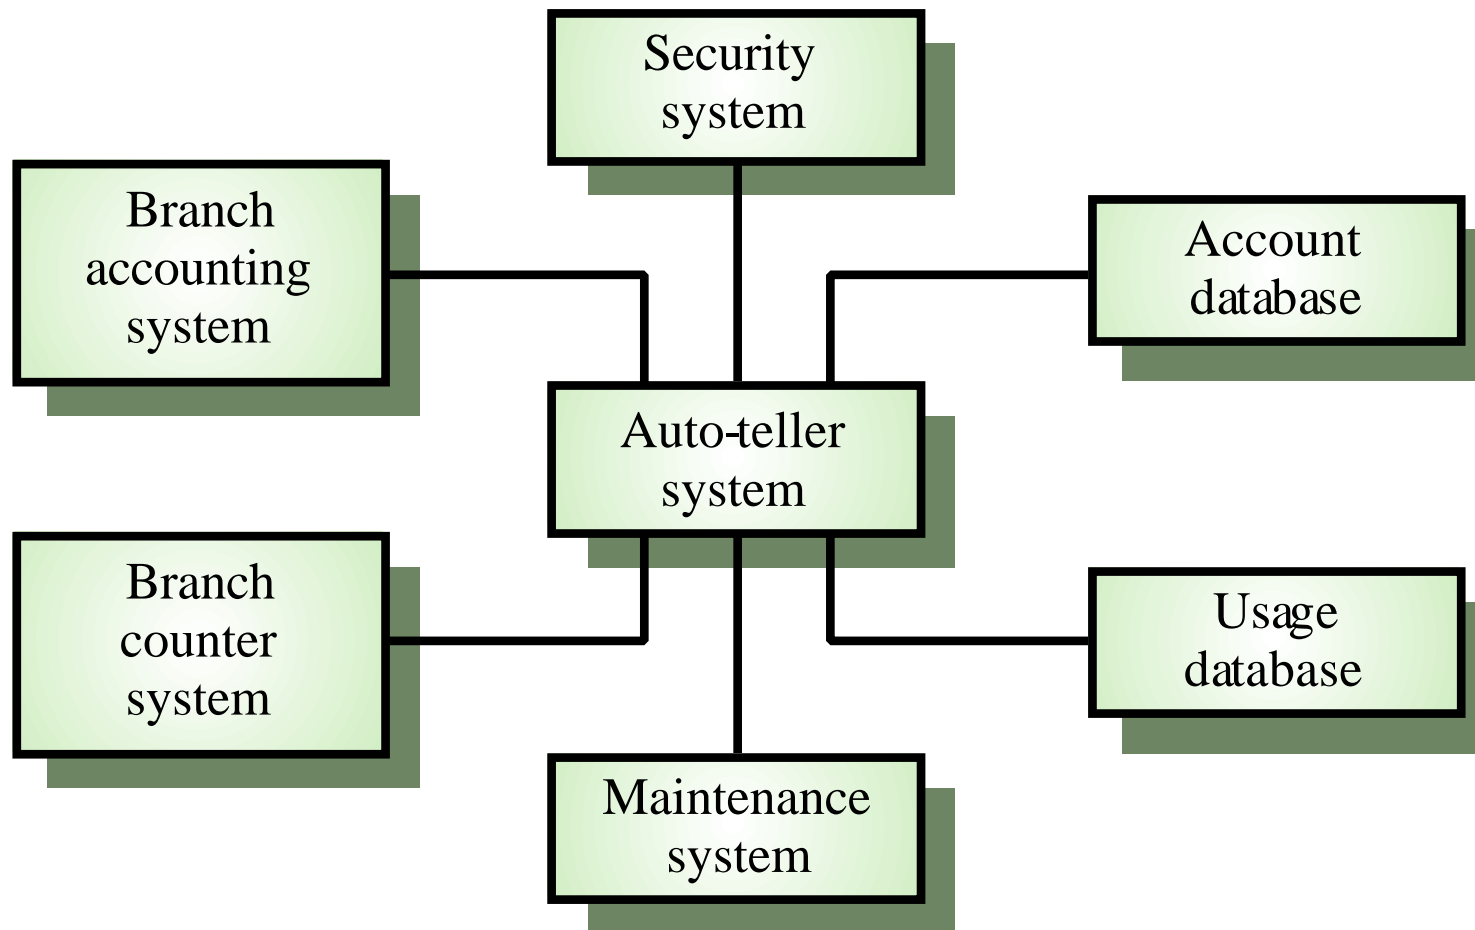 Security
system
Branch
accounting
system
Account
database
Auto-teller
system
Branch
counter
system
Usage
database
Maintenance
system